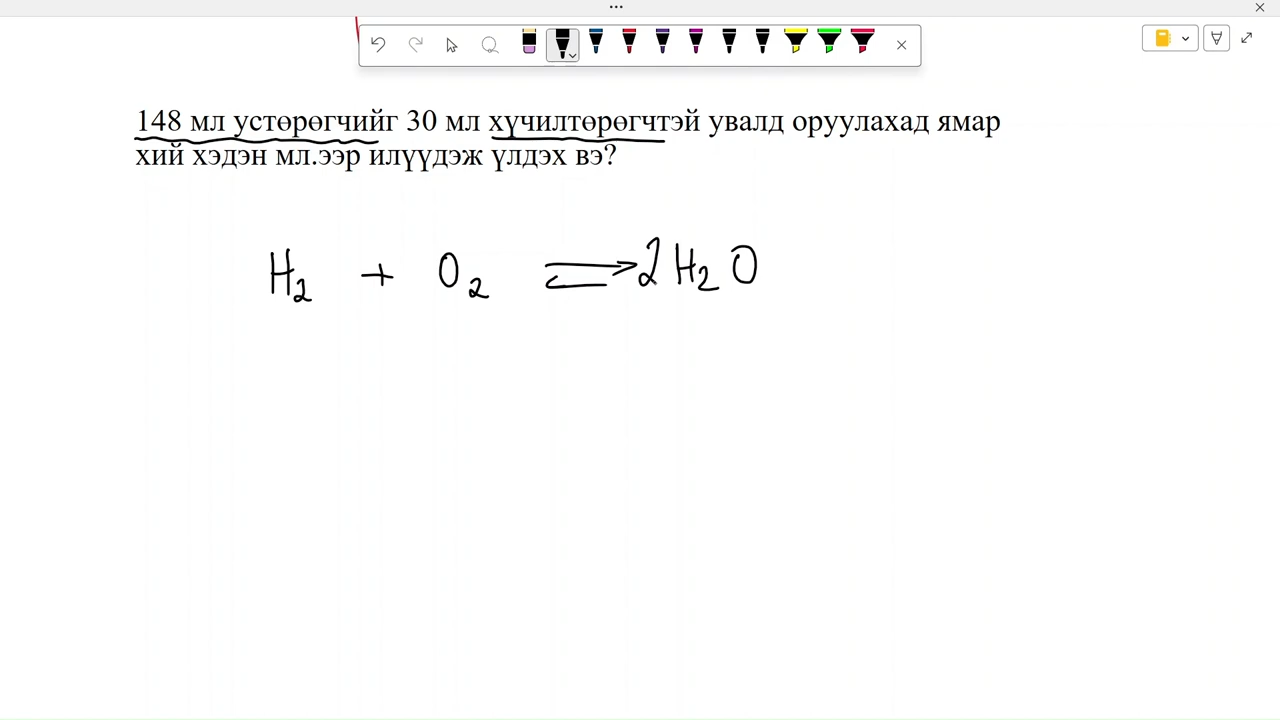 148 мл устөрөгчийг 30 мл хүчилтөрөгчтэй увалд оруулахад ямар
хий хэдэн мл.ээр илүүдэж үлдэх вэ?
H₂ + O₂ ⇌ 2H₂O